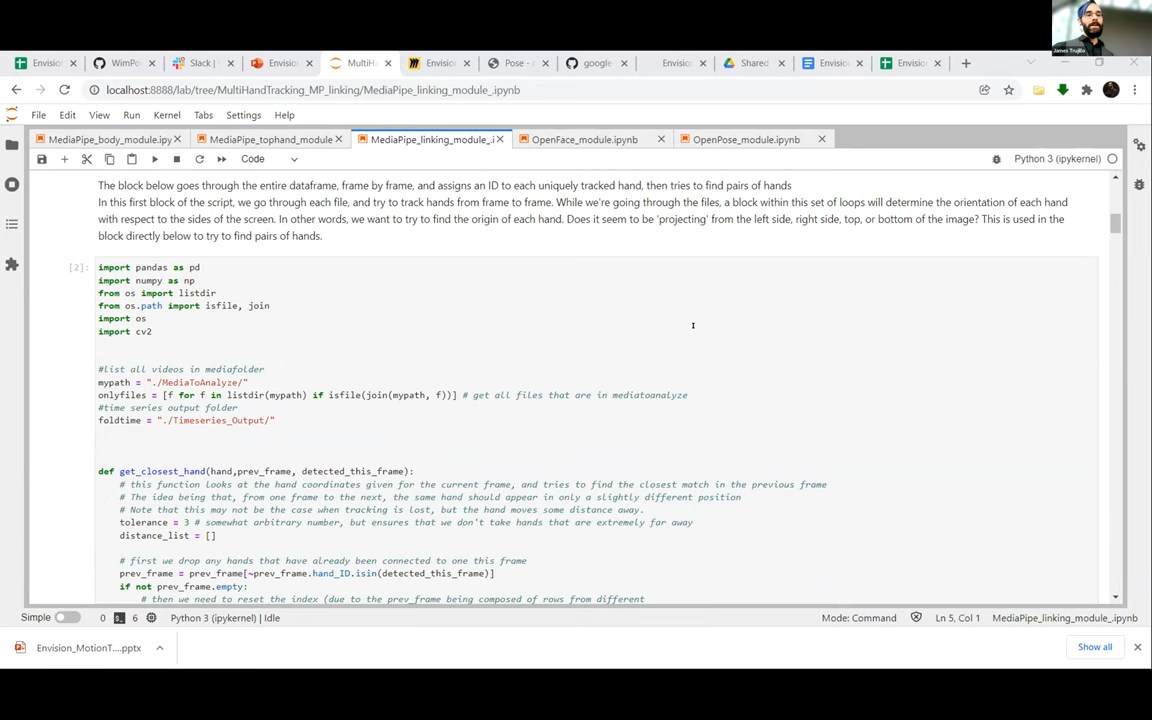 James Trujillo
Envision
WimPo
Slack |
Envision
MultiHa
Envision
Pose -
google
Envision
Shared
Envision
Envision
localhost:8888/lab/tree/MultiHandTracking_MP_linking/MediaPipe_linking_module_.ipynb
File Edit View Run Kernel Tabs Settings Help
MediaPipe_body_module.ipy
MediaPipe_tophand_module
MediaPipe_linking_module_.i
OpenFace_module.ipynb
OpenPose_module.ipynb
Code
Python 3 (ipykernel)
The block below goes through the entire dataframe, frame by frame, and assigns an ID to each uniquely tracked hand, then tries to find pairs of hands
In this first block of the script, we go through each file, and try to track hands from frame to frame. While we're going through the files, a block within this set of loops will determine the orientation of each hand
with respect to the sides of the screen. In other words, we want to try to find the origin of each hand. Does it seem to be 'projecting' from the left side, right side, top, or bottom of the image? This is used in the
block directly below to try to find pairs of hands.
[2]:
import pandas as pd
import numpy as np
from os import listdir
from os.path import isfile, join
import os
import cv2
#list all videos in mediafolder
mypath = "./MediaToAnalyze/"
onlyfiles = [f for f in listdir(mypath) if isfile(join(mypath, f))] # get all files that are in mediatoanalyze
#time series output folder
foldtime = "./Timeseries_Output/"
def get_closest_hand(hand,prev_frame, detected_this_frame):
# this function looks at the hand coordinates given for the current frame, and tries to find the closest match in the previous frame
# The idea being that, from one frame to the next, the same hand should appear in only a slightly different position
# Note that this may not be the case when tracking is lost, but the hand moves some distance away.
tolerance = 3 # somewhat arbitrary number, but ensures that we don't take hands that are extremely far away
distance_list = []
# first we drop any hands that have already been connected to one this frame
prev_frame = prev_frame[~prev_frame.hand_ID.isin(detected_this_frame)]
if not prev_frame.empty:
# then we need to reset the index (due to the prev_frame being composed of rows from different
Simple 0 6 Python 3 (ipykernel) | Idle
Mode: Command Ln 5, Col 1 MediaPipe_linking_module_.ipynb
Envision_MotionT....pptx
Show all